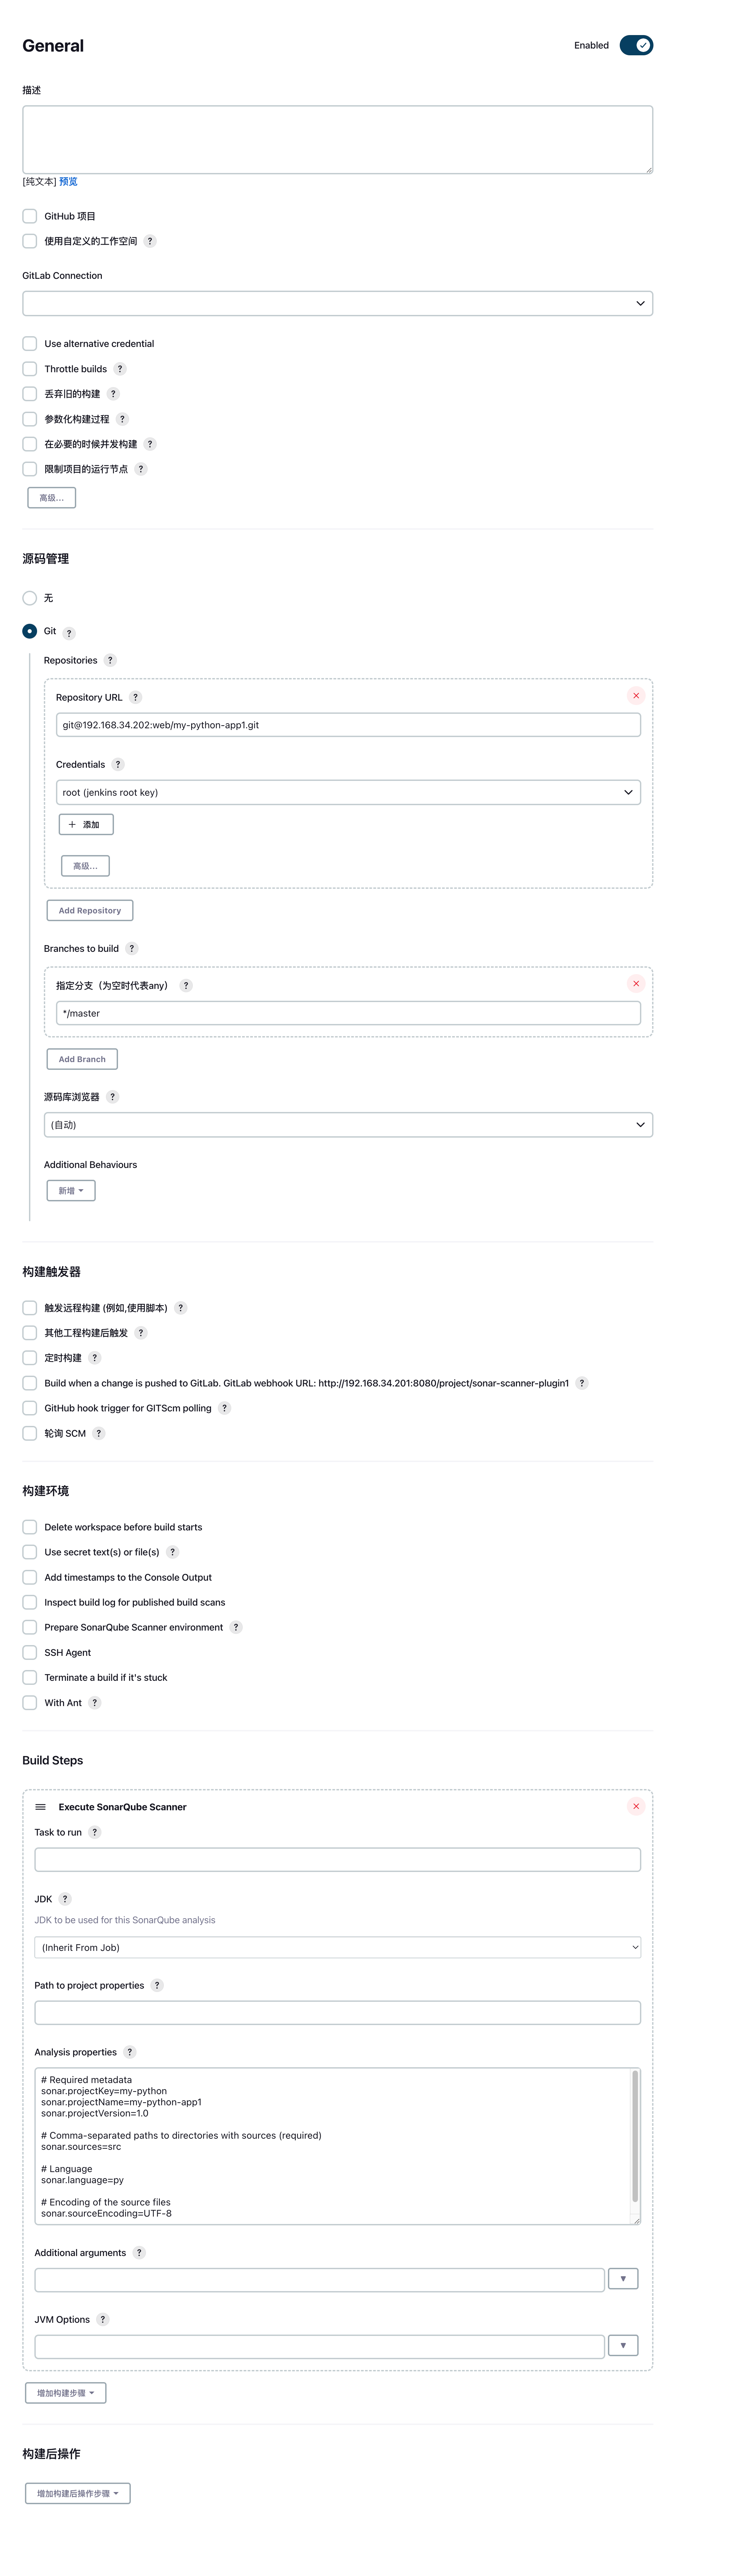 General
Enabled
描述
[纯文本] 预览
GitHub 项目
使用自定义的工作空间 ?
GitLab Connection
Use alternative credential
Throttle builds ?
丢弃旧的构建 ?
参数化构建过程 ?
在必要的时候并发构建 ?
限制项目的运行节点 ?
高级...
源码管理
无
Git ?
Repositories ?
Repository URL ?
git@192.168.34.202:web/my-python-app1.git
Credentials ?
root (jenkins root key)
+ 添加
高级...
Add Repository
Branches to build ?
指定分支（为空时代表any） ?
*/master
Add Branch
源码库浏览器 ?
(自动)
Additional Behaviours
新增
构建触发器
触发远程构建 (例如,使用脚本) ?
其他工程构建后触发 ?
定时构建 ?
Build when a change is pushed to GitLab. GitLab webhook URL: http://192.168.34.201:8080/project/sonar-scanner-plugin1 ?
GitHub hook trigger for GITScm polling ?
轮询 SCM ?
构建环境
Delete workspace before build starts
Use secret text(s) or file(s) ?
Add timestamps to the Console Output
Inspect build log for published build scans
Prepare SonarQube Scanner environment ?
SSH Agent
Terminate a build if it's stuck
With Ant ?
Build Steps
Execute SonarQube Scanner
Task to run ?
JDK ?
JDK to be used for this SonarQube analysis
(Inherit From Job)
Path to project properties ?
Analysis properties ?
# Required metadata
sonar.projectKey=my-python
sonar.projectName=my-python-app1
sonar.projectVersion=1.0
# Comma-separated paths to directories with sources (required)
sonar.sources=src
# Language
sonar.language=py
# Encoding of the source files
sonar.sourceEncoding=UTF-8
Additional arguments ?
JVM Options ?
增加构建步骤
构建后操作
增加构建后操作步骤